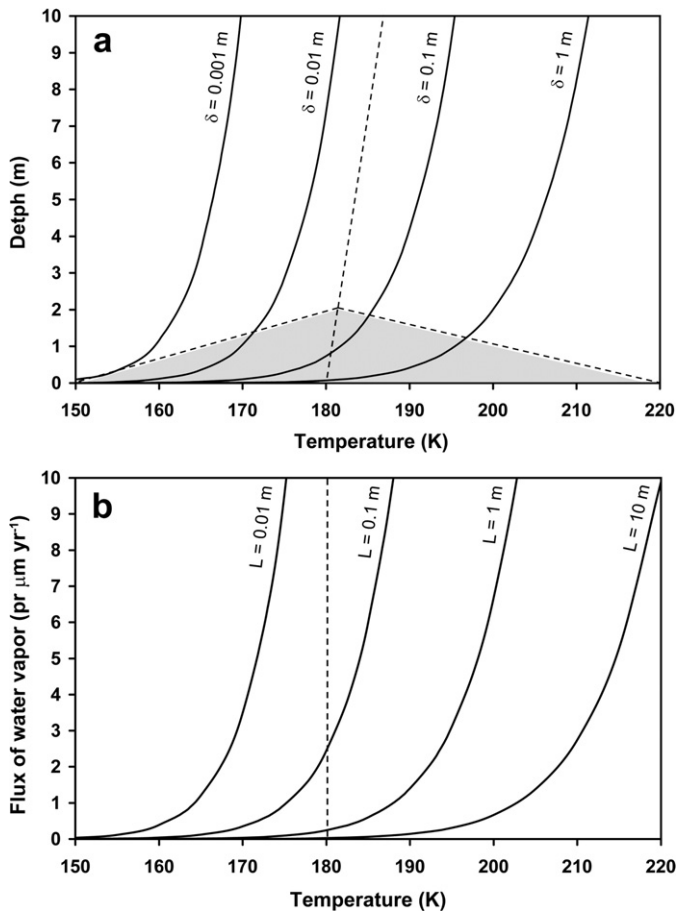 a
δ = 0.001 m
δ = 0.01 m
δ = 0.1 m
δ = 1 m
10
9
8
7
6
5
4
3
2
1
0
Detpth (m)
150 160 170 180 190 200 210 220
Temperature (K)
b
L = 0.01 m
L = 0.1 m
L = 1 m
L = 10 m
10
9
8
7
6
5
4
3
2
1
0
Flux of water vapor (pr μm yr⁻¹)
150 160 170 180 190 200 210 220
Temperature (K)